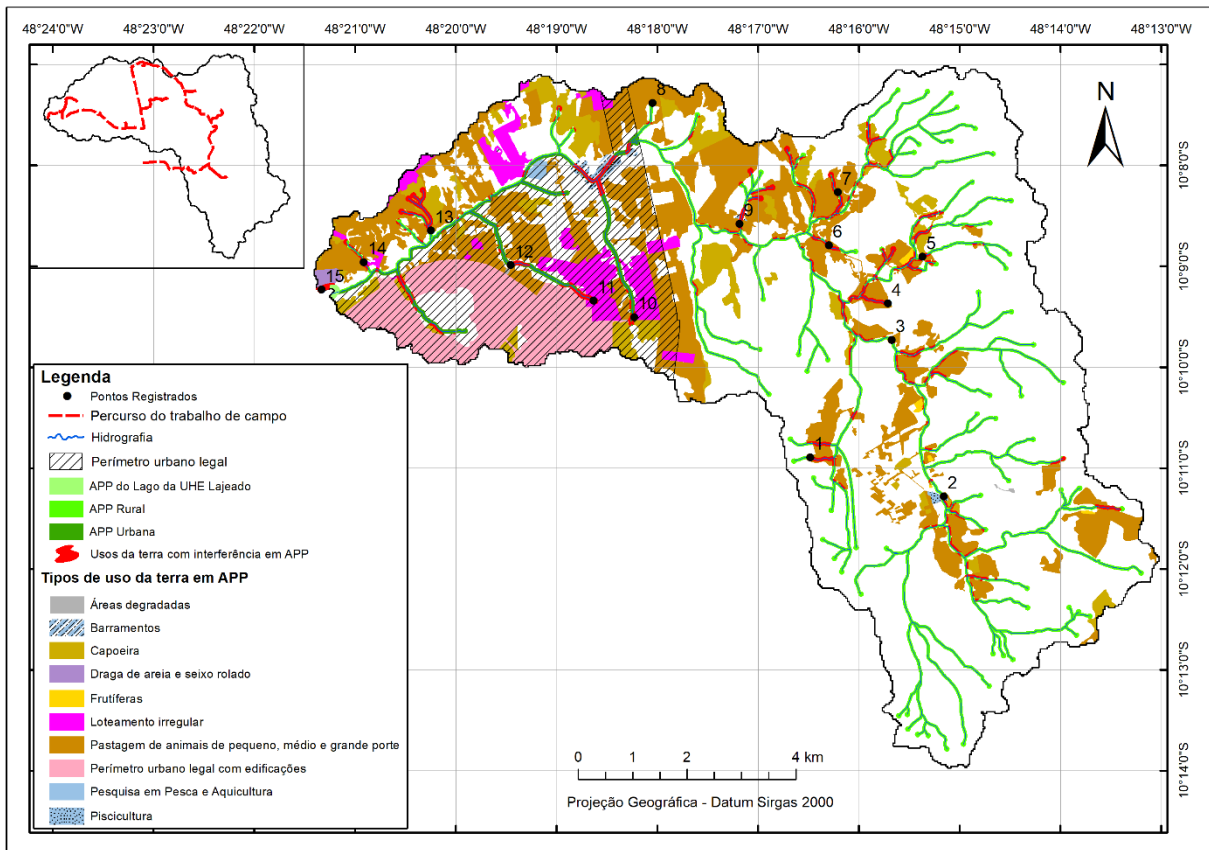 48°24'0"W 48°23'0"W 48°22'0"W 48°21'0"W 48°20'0"W 48°19'0"W 48°18'0"W 48°17'0"W 48°16'0"W 48°15'0"W 48°14'0"W 48°13'0"W
N
8
10°8'0"S
7
9
13
6
14
12
5
10°9'0"S
15
11
4
10
3
10°10'0"S
Legenda
Pontos Registrados
Percurso do trabalho de campo
Hidrografia
Perímetro urbano legal
APP do Lago da UHE Lajeado
APP Rural
APP Urbana
Usos da terra com interferência em APP
1
10°11'0"S
2
10°12'0"S
Tipos de uso da terra em APP
Áreas degradadas
Barramentos
Capoeira
Draga de areia e seixo rolado
Frutíferas
Loteamento irregular
Pastagem de animais de pequeno, médio e grande porte
Perímetro urbano legal com edificações
Pesquisa em Pesca e Aquicultura
Piscicultura
10°13'0"S
0 1 2 4 km
10°14'0"S
Projeção Geográfica - Datum Sirgas 2000